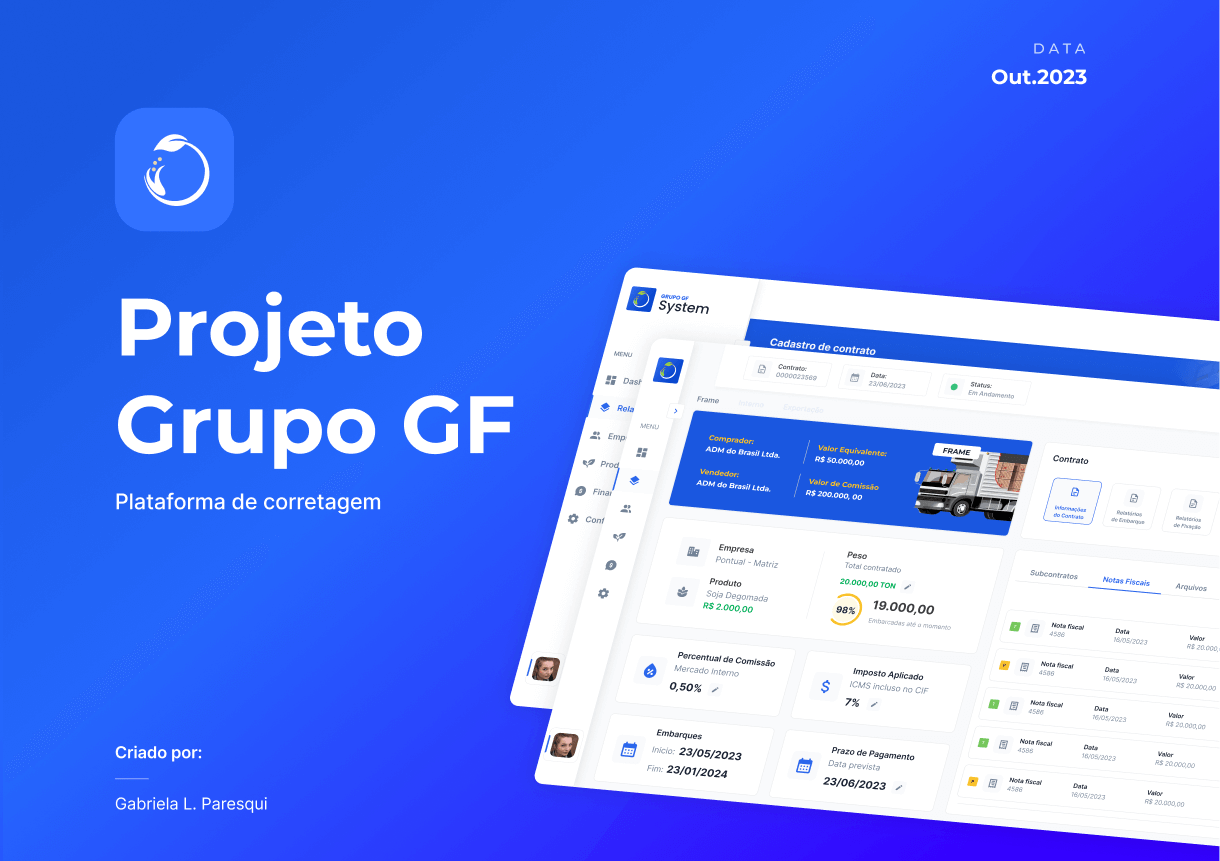 DATA
Out.2023
Projeto
Grupo GF
Plataforma de corretagem
Criado por:
Gabriela L. Paresqui
GRUPO GF
System
MENU
Dash
Rela
Emp
Prod
Finan
Conf
MENU
Cadastro de contrato
Contrato:
0000023569
Data:
23/06/2023
Status:
Em Andamento
Frame
Exportação
Comprador:
ADM do Brasil Ltda.
Vendedor:
ADM do Brasil Ltda.
Valor Equivalente:
R$ 50.000,00
Valor de Comissão
R$ 200.000, 00
FRAME
Contrato
Informações
do Contrato
Relatórios
de Embarque
Relatórios
de Fixação
Empresa
Pontual - Matriz
Produto
Soja Degomada
R$ 2.000,00
Peso
Total contratado
20.000,00 TON
98%
19.000,00
Embarcadas até o momento
Percentual de Comissão
Mercado Interno
0,50%
Imposto Aplicado
ICMS incluso no CIF
7%
Embarques
Início: 23/05/2023
Fim: 23/01/2024
Prazo de Pagamento
Data prevista
23/06/2023
Subcontratos
Notas Fiscais
Arquivos
Nota fiscal
4586
Data
16/05/2023
Valor
R$ 20.000,
Nota fiscal
4586
Data
16/05/2023
Valor
R$ 20.000,00
Nota fiscal
4586
Data
16/05/2023
Valor
R$ 20.000,00
Nota fiscal
4586
Data
16/05/2023
Valor
R$ 20.000,00
Nota fiscal
4586
Data
16/05/2023
Valor
R$ 20.000,00